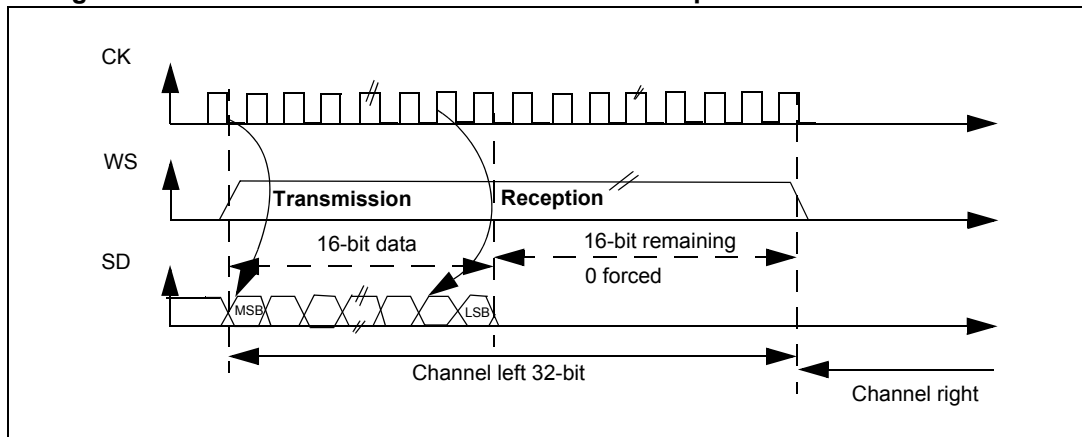 CK
WS
Transmission Reception
16-bit data 16-bit remaining
SD 0 forced
MSB LSB
Channel left 32-bit
Channel right